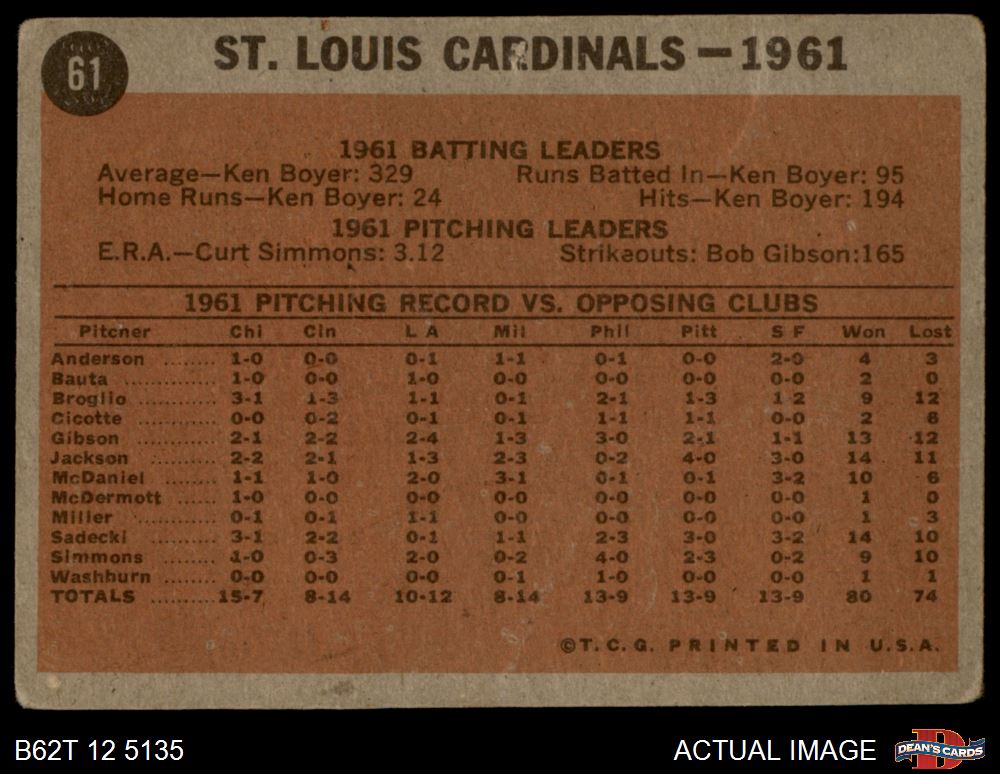 61
ST. LOUIS CARDINALS — 1961
1961 BATTING LEADERS
Average—Ken Boyer: 329 Runs Batted In—Ken Boyer: 95
Home Runs—Ken Boyer: 24 Hits—Ken Boyer: 194
1961 PITCHING LEADERS
E.R.A.—Curt Simmons: 3.12 Strikeouts: Bob Gibson:165
1961 PITCHING RECORD VS. OPPOSING CLUBS
Pitcher Chi Cin L A Mil Phil Pitt S F Won Lost
Anderson ........ 1-0 0-0 0-1 1-1 0-1 0-0 2-0 4 3
Bauta .............. 1-0 0-0 1-0 0-0 0-0 0-0 0-0 2 0
Broglio ............ 3-1 1-3 1-1 0-1 2-1 1-3 1-2 9 12
Cicotte ............ 0-0 0-2 0-1 0-1 1-1 1-1 0-0 2 6
Gibson ............ 2-1 2-2 2-4 1-3 3-0 2-1 1-1 13 12
Jackson .......... 2-2 2-1 1-3 2-3 0-2 4-0 3-0 14 11
McDaniel ........ 1-1 1-0 2-0 3-1 0-1 0-1 3-2 10 6
McDermott ...... 1-0 0-0 0-0 0-0 0-0 0-0 0-0 1 0
Miller ............ 0-1 0-1 1-1 0-0 0-0 0-0 0-0 1 3
Sadecki .......... 3-1 2-2 0-1 1-1 2-3 3-0 3-2 14 10
Simmons ........ 1-0 0-3 2-0 0-2 4-0 2-3 0-2 9 10
Washburn ........ 0-0 0-0 0-0 0-1 1-0 0-0 0-0 1 1
TOTALS .......... 15-7 8-14 10-12 8-14 13-9 13-9 13-9 80 74
©T.C.G. PRINTED IN U.S.A.
B62T 12 5135 ACTUAL IMAGE DEAN'S CARDS